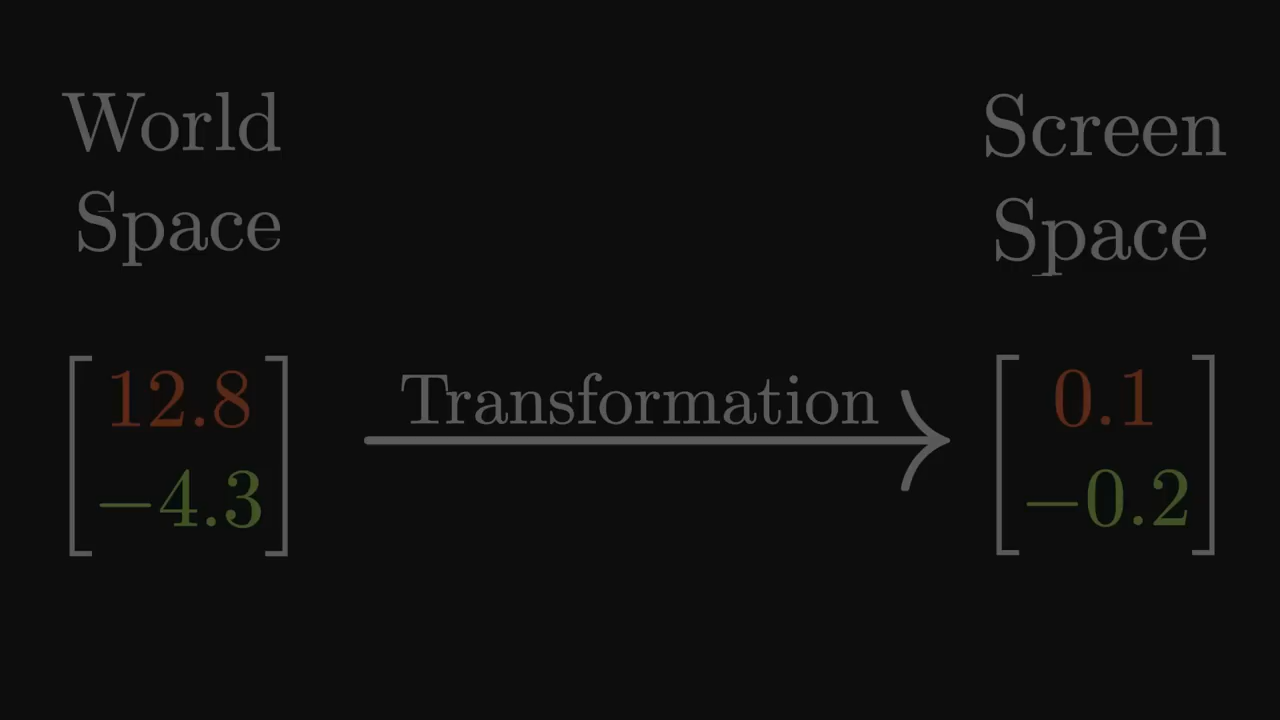 World
Space
Screen
Space
12.8
−4.3
Transformation
0.1
−0.2